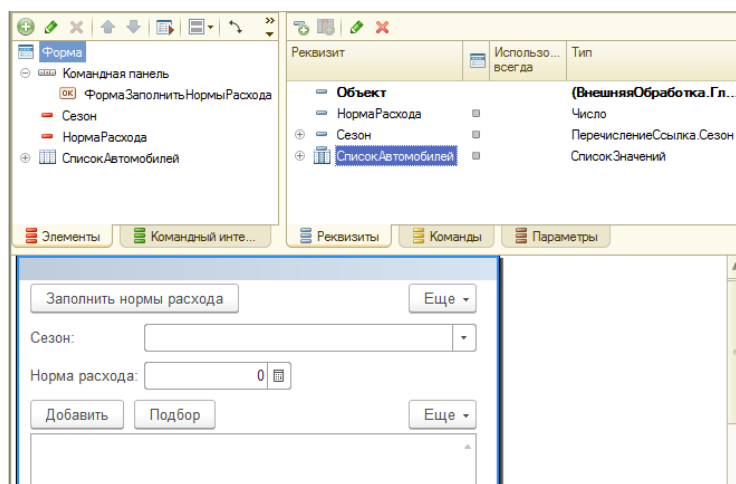 Форма
Командная панель
ОК ФормаЗаполнитьНормыРасхода
Сезон
НормаРасхода
СписокАвтомобилей
Элементы
Командный инте...
Реквизит Использо... всегда Тип
Объект (ВнешняяОбработка.Гл...
НормаРасхода Число
Сезон ПеречислениеСсылка.Сезон
СписокАвтомобилей СписокЗначений
Реквизиты
Команды
Параметры
Заполнить нормы расхода Еще
Сезон:
Норма расхода: 0
Добавить Подбор Еще